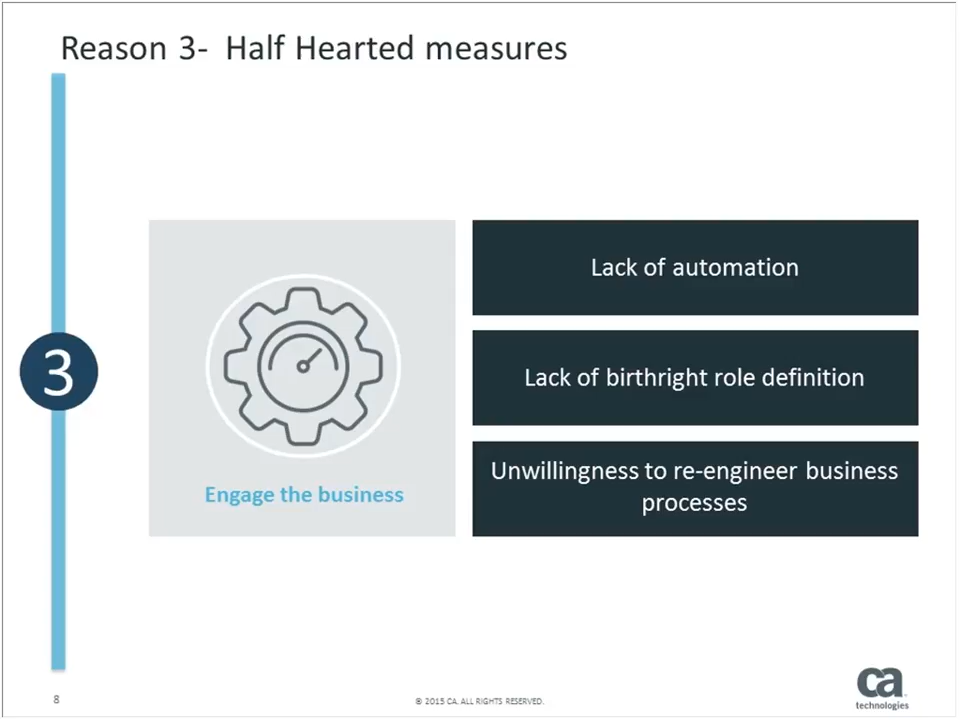 Reason 3- Half Hearted measures
3
Engage the business
Lack of automation
Lack of birthright role definition
Unwillingness to re-engineer business
processes
8
© 2015 CA. ALL RIGHTS RESERVED.
ca
technologies